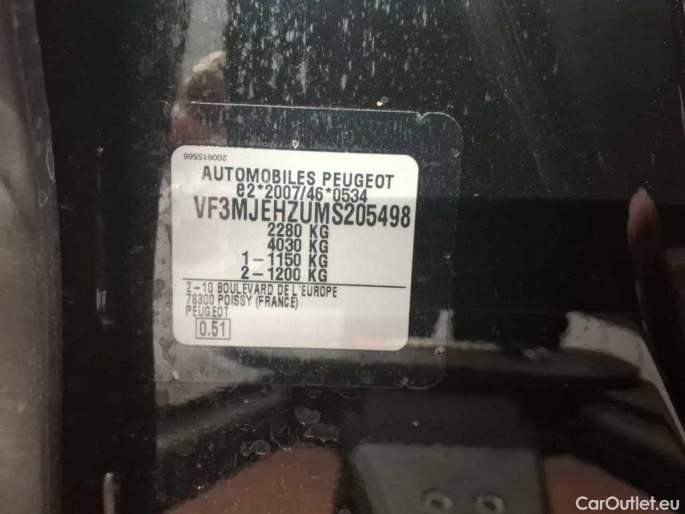 200615566
AUTOMOBILES PEUGEOT
e2*2007/46*0534
VF3MJEHZUMS205498
2280 KG
4030 KG
1-1150 KG
2-1200 KG
2-10 BOULEVARD DE L'EUROPE
78300 POISSY (FRANCE)
PEUGEOT
0.51
CarOutlet.eu